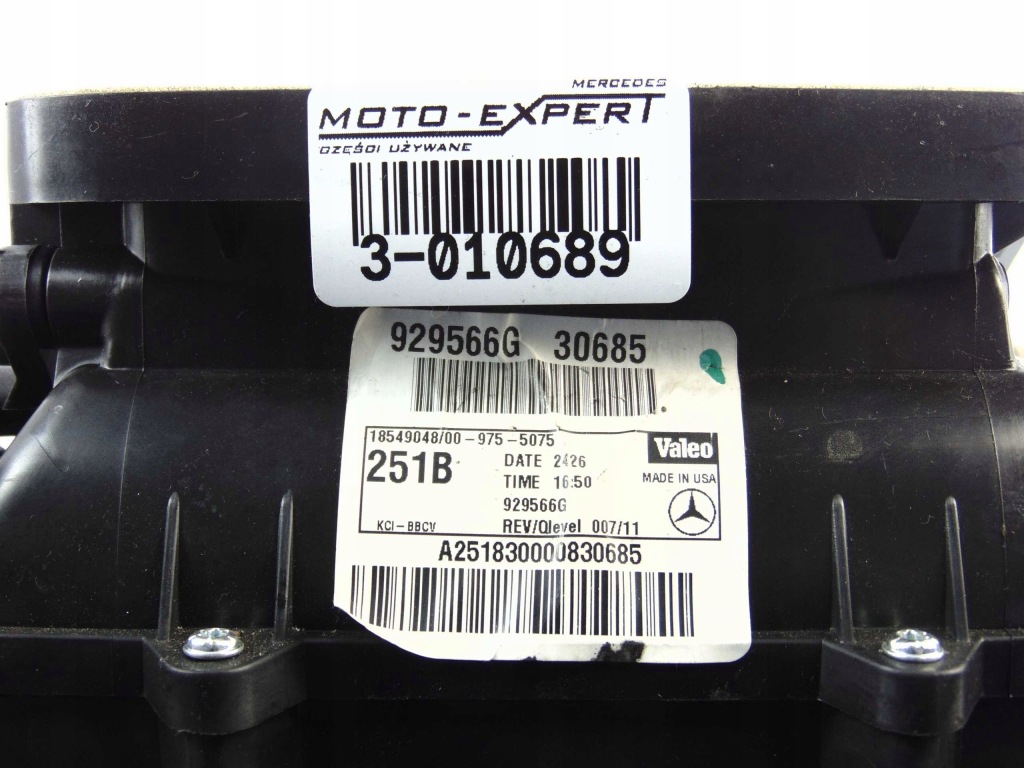 MERCEDES
MOTO-EXPERT
CZĘŚCI UŻYWANE
3-010689
929566G 30685
18549048/00-975-5075
251B
DATE 2426
TIME 16:50
929566G
KCI-BBCV
REV/Qlevel 007/11
Valeo
MADE IN USA
A251830000830685